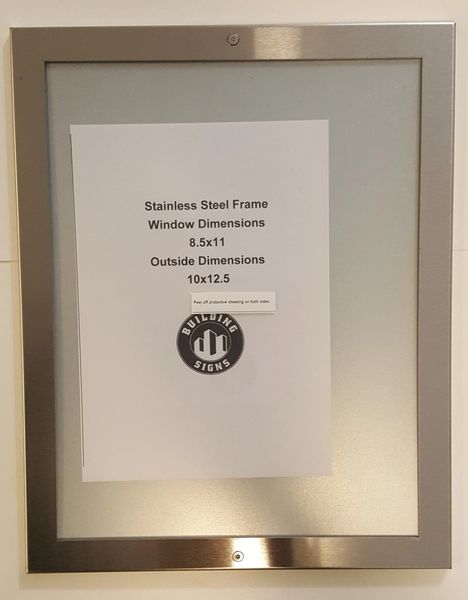 Stainless Steel Frame
Window Dimensions
8.5x11
Outside Dimensions
10x12.5
Peel off protective sheeting on both sides
BUILDING
SIGNS